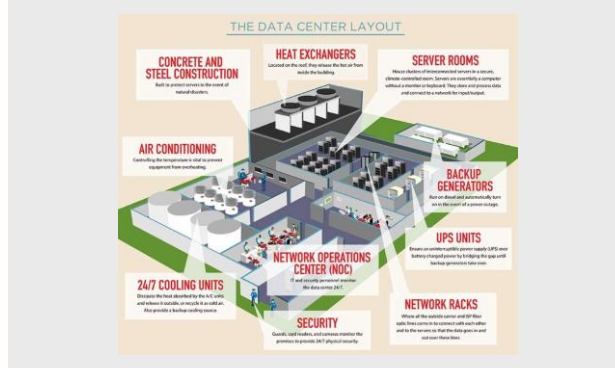 THE DATA CENTER LAYOUT
CONCRETE AND
STEEL CONSTRUCTION
Built to protect servers in the event of
natural disasters.
HEAT EXCHANGERS
Located on the roof, they release the hot air from
inside the building.
SERVER ROOMS
House clusters of interconnected servers in a secure,
climate-controlled room. Servers are essentially a computer
without a monitor or keyboard. They store and process data
and connect to a network for input/output.
AIR CONDITIONING
Controlling the temperature is vital to prevent
equipment from overheating.
BACKUP
GENERATORS
Run on diesel and automatically turn
on in the event of a power outage.
UPS UNITS
Ensure an uninterruptible power supply (UPS) over
battery charged power by bridging the gap until
backup generators take over.
24/7 COOLING UNITS
Dissipate the heat absorbed by the A/C units
and release it outside, or recycle it as cold air.
Also provide a backup cooling source.
NETWORK OPERATIONS
CENTER (NOC)
IT and security personnel monitor
the data center 24/7.
NETWORK RACKS
Where all the outside carrier and ISP fiber
optic lines come in to connect with each other
and to the servers so that the data goes in and
out over these lines.
SECURITY
Guards, card readers, and cameras monitor the
premises to provide 24/7 physical security.